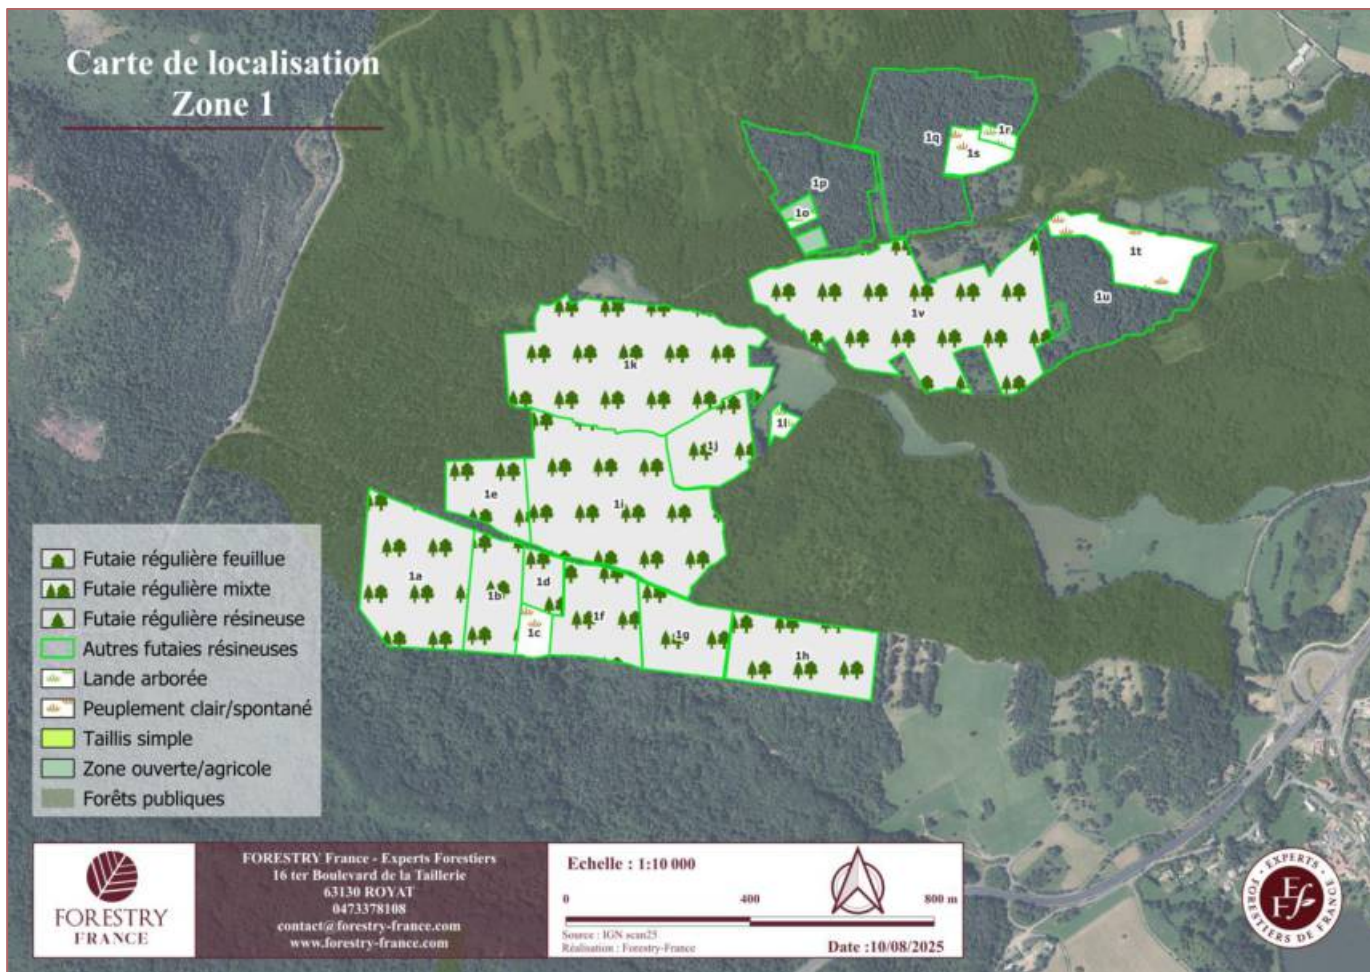 Carte de localisation
Zone 1
1q
1r
1s
1p
1o
1t
1u
1v
1k
1l
1j
1e
1i
1a
1b
1d
1c
1f
1g
1h
Futaie régulière feuillue
Futaie régulière mixte
Futaie régulière résineuse
Autres futaies résineuses
Lande arborée
Peuplement clair/spontané
Taillis simple
Zone ouverte/agricole
Forêts publiques
FORESTRY
FRANCE
FORESTRY France - Experts Forestiers
16 ter Boulevard de la Taillerie
63130 ROYAT
0473378108
contact@forestry-france.com
www.forestry-france.com
Echelle : 1:10 000
0 400 800 m
Source : IGN scan25
Réalisation : Forestry-France
Date :10/08/2025
EXPERTS
FORESTIERS DE FRANCE